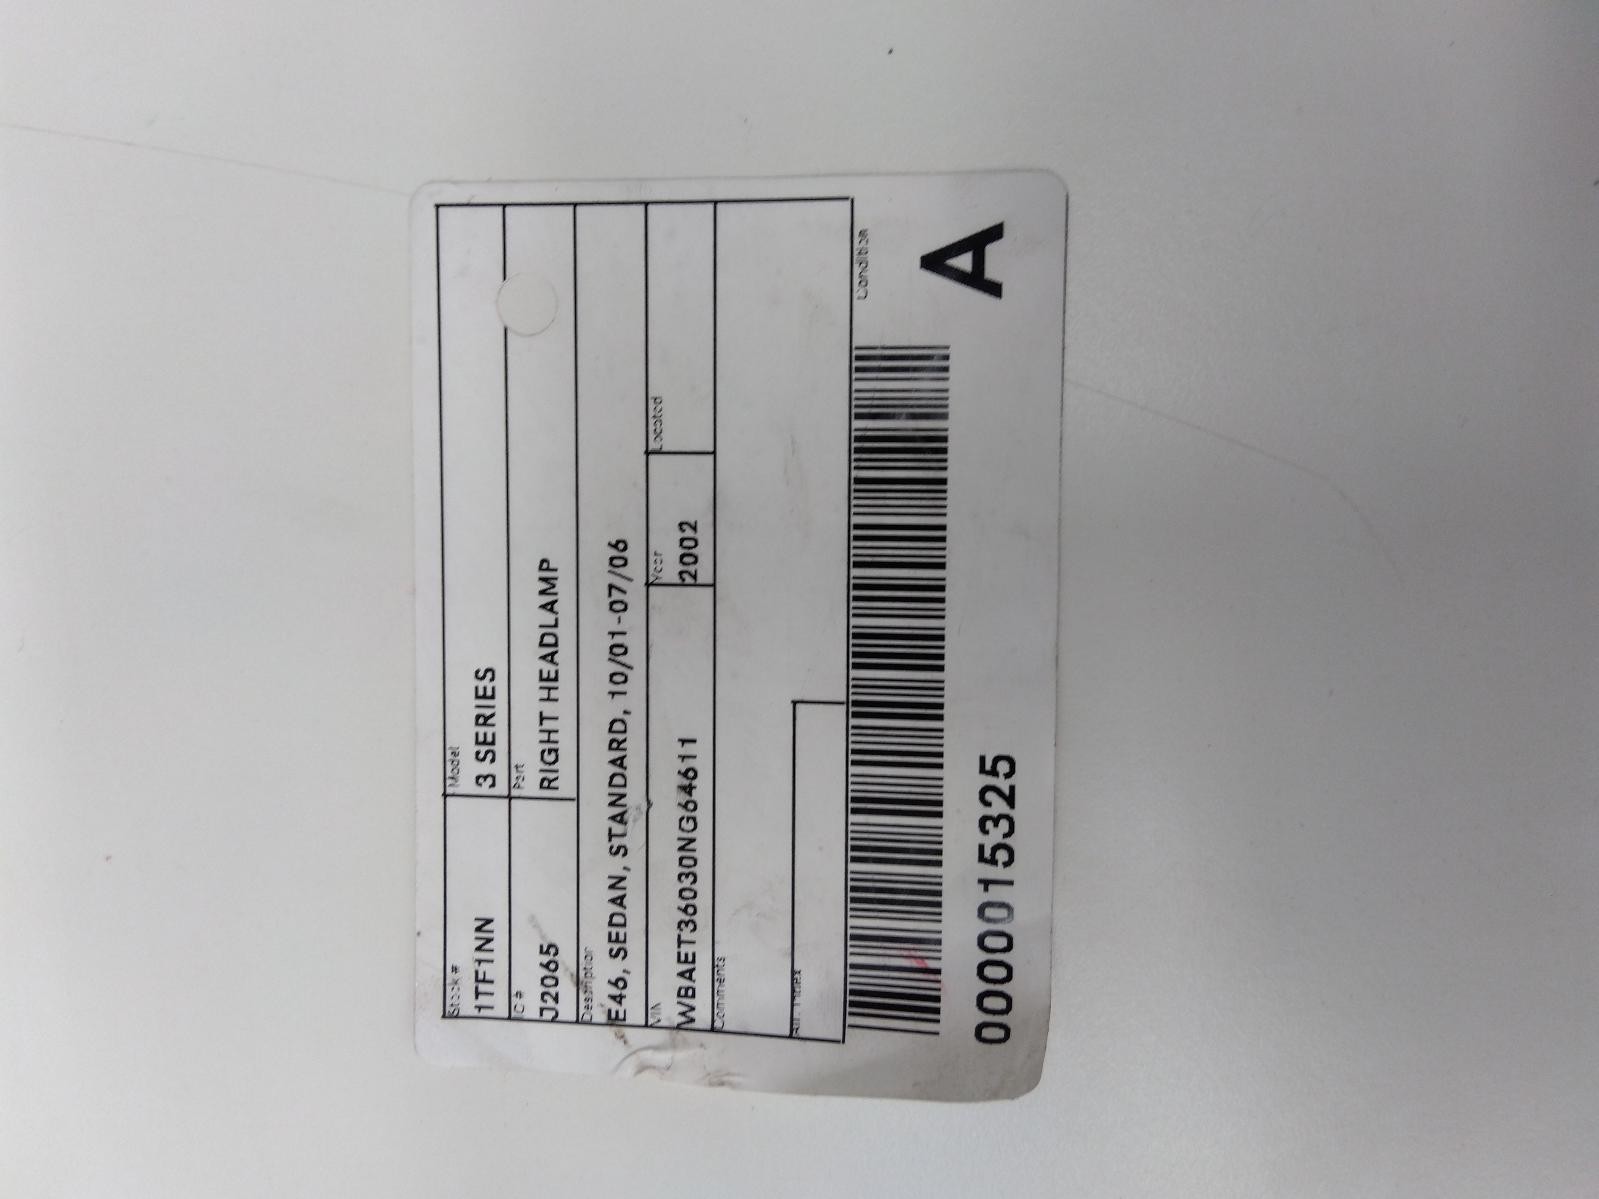 Stock # Model
1TF1NN 3 SERIES
IC # Part
J2065 RIGHT HEADLAMP
Description
E46, SEDAN, STANDARD, 10/01-07/06
VIN Year Located
WBAET36030NG64611 2002
Comments
Condition
0000015325 A